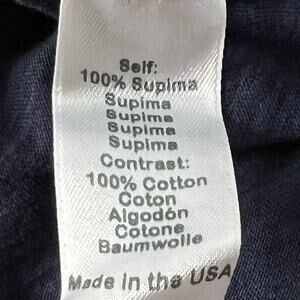 Self:
100% Supima
Supima
Supima
Supima
Supima
Contrast:
100% Cotton
Coton
Algodón
Cotone
Baumwolle
Made in the USA